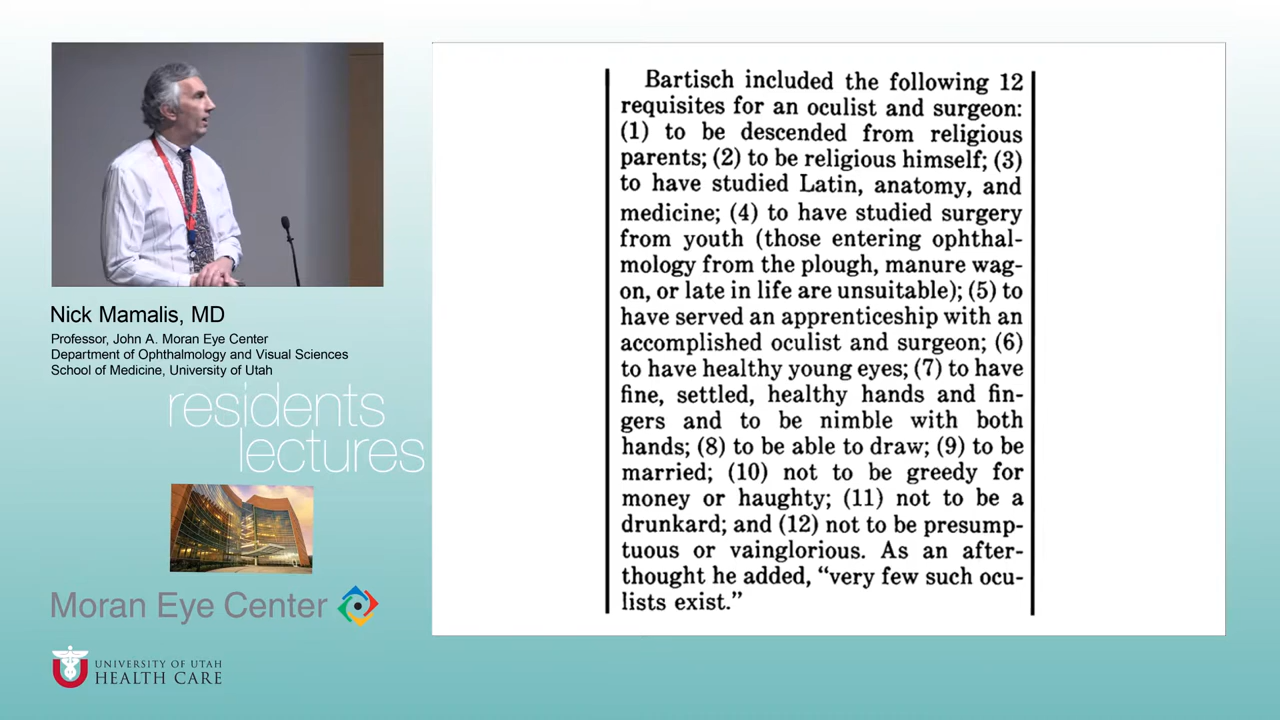 Nick Mamalis, MD
Professor, John A. Moran Eye Center
Department of Ophthalmology and Visual Sciences
School of Medicine, University of Utah
residents
lectures
Moran Eye Center
UNIVERSITY OF UTAH
HEALTH CARE
Bartisch included the following 12
requisites for an oculist and surgeon:
(1) to be descended from religious
parents; (2) to be religious himself; (3)
to have studied Latin, anatomy, and
medicine; (4) to have studied surgery
from youth (those entering ophthal-
mology from the plough, manure wag-
on, or late in life are unsuitable); (5) to
have served an apprenticeship with an
accomplished oculist and surgeon; (6)
to have healthy young eyes; (7) to have
fine, settled, healthy hands and fin-
gers and to be nimble with both
hands; (8) to be able to draw; (9) to be
married; (10) not to be greedy for
money or haughty; (11) not to be a
drunkard; and (12) not to be presump-
tuous or vainglorious. As an after-
thought he added, “very few such ocu-
lists exist.”